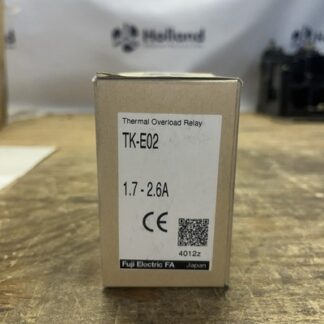 Holland
Thermal Overload Relay
TK-E02
1.7 - 2.6A
CE
4012z
Fuji Electric FA Japan